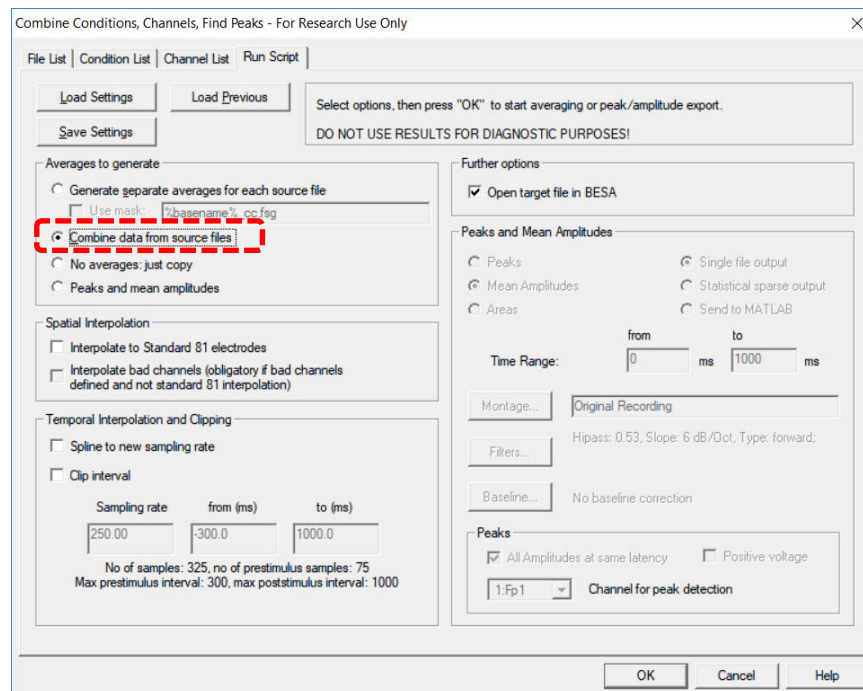 Combine Conditions, Channels, Find Peaks - For Research Use Only
File List
Condition List
Channel List
Run Script
Load Settings
Load Previous
Save Settings
Select options, then press "OK" to start averaging or peak/amplitude export.
DO NOT USE RESULTS FOR DIAGNOSTIC PURPOSES!
Averages to generate
Generate separate averages for each source file
Use mask: %basename%_cc.fsg
Combine data from source files
No averages: just copy
Peaks and mean amplitudes
Spatial Interpolation
Interpolate to Standard 81 electrodes
Interpolate bad channels (obligatory if bad channels
defined and not standard 81 interpolation)
Temporal Interpolation and Clipping
Spline to new sampling rate
Clip interval
Sampling rate from (ms) to (ms)
250.00 -300.0 1000.0
No of samples: 325, no of prestimulus samples: 75
Max prestimulus interval: 300, max poststimulus interval: 1000
Further options
Open target file in BESA
Peaks and Mean Amplitudes
Peaks Single file output
Mean Amplitudes Statistical sparse output
Areas Send to MATLAB
from to
Time Range: 0 ms 1000 ms
Montage... Original Recording
Filters... Hipass: 0.53, Slope: 6 dB/Oct, Type: forward;
Baseline... No baseline correction
Peaks
All Amplitudes at same latency Positive voltage
1:Fp1 Channel for peak detection
OK Cancel Help